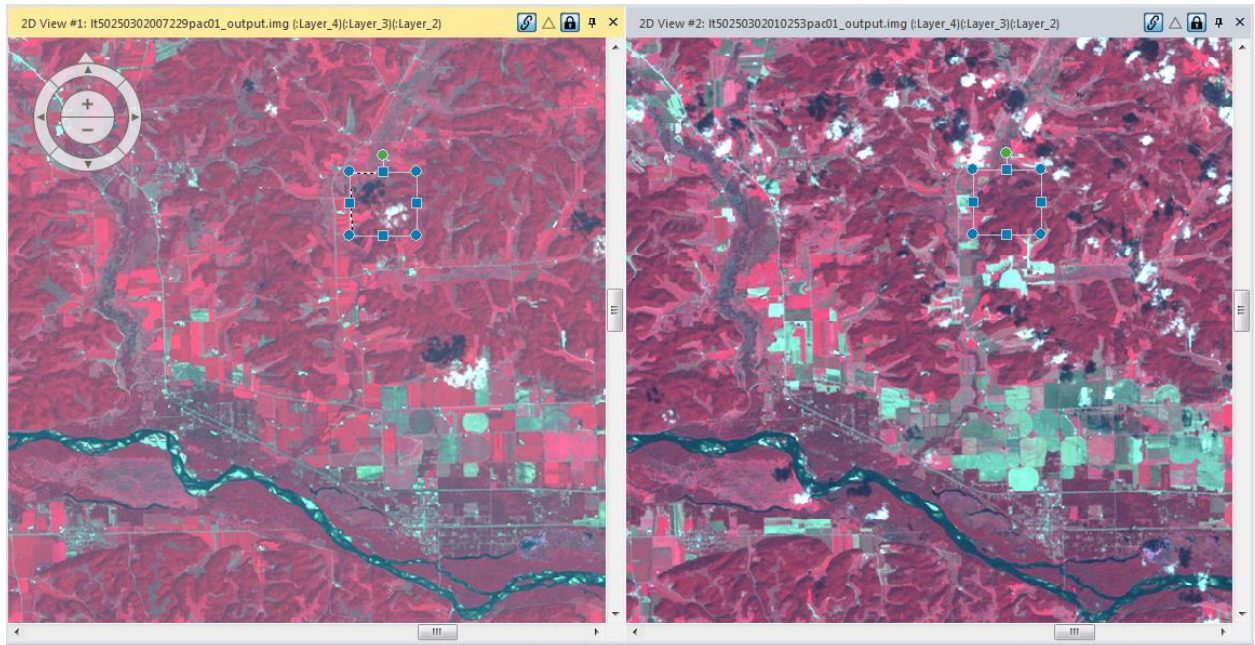 2D View #1: lt50250302007229pac01_output.img (:Layer_4)(:Layer_3)(:Layer_2)
2D View #2: lt50250302010253pac01_output.img (:Layer_4)(:Layer_3)(:Layer_2)